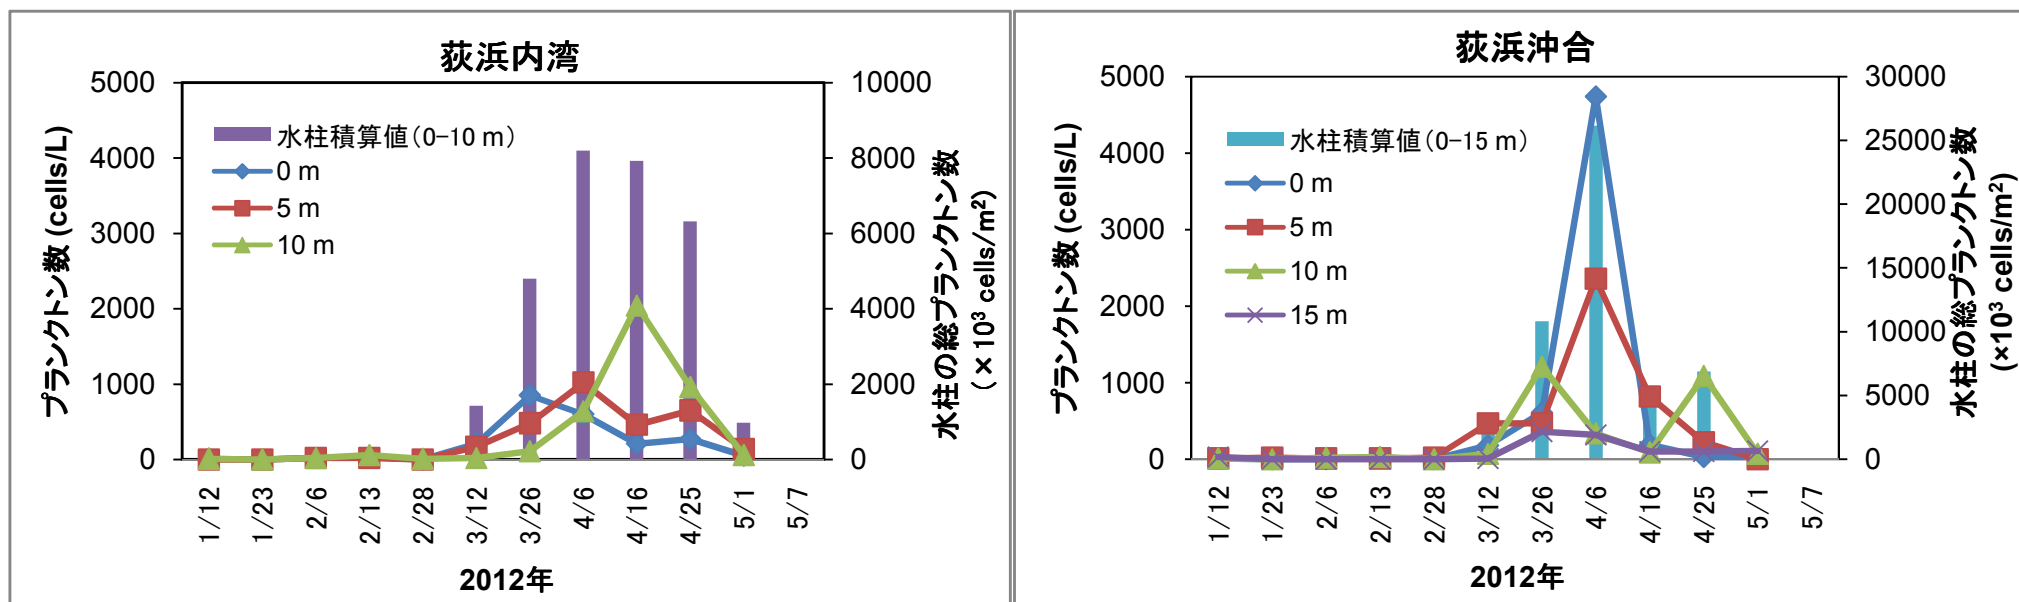 荻浜内湾
5000
4000
3000
2000
1000
0
プランクトン数 (cells/L)
水柱積算値(0-10 m)
0 m
5 m
10 m
10000
8000
6000
4000
2000
0
水柱の総プランクトン数
(×10³ cells/m²)
1/12
1/23
2/6
2/13
2/28
3/12
3/26
4/6
4/16
4/25
5/1
5/7
2012年
荻浜沖合
5000
4000
3000
2000
1000
0
プランクトン数 (cells/L)
水柱積算値(0-15 m)
0 m
5 m
10 m
15 m
30000
25000
20000
15000
10000
5000
0
水柱の総プランクトン数
(×10³ cells/m²)
1/12
1/23
2/6
2/13
2/28
3/12
3/26
4/6
4/16
4/25
5/1
5/7
2012年